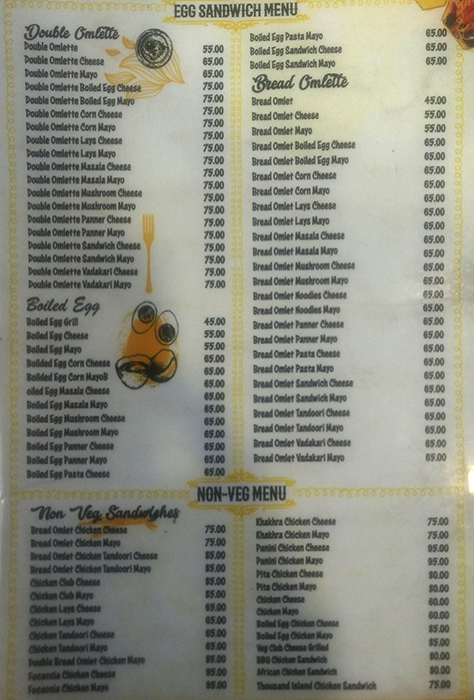 EGG SANDWICH MENU
Double Omlette
Double Omlette 55.00
Double Omlette Cheese 65.00
Double Omlette Mayo 65.00
Double Omlette Boiled Egg Cheese 75.00
Double Omlette Boiled Egg Mayo 75.00
Double Omlette Corn Cheese 75.00
Double Omlette Corn Mayo 75.00
Double Omlette Lays Cheese 75.00
Double Omlette Lays Mayo 75.00
Double Omlette Masala Cheese 75.00
Double Omlette Masala Mayo 75.00
Double Omlette Mushroom Cheese 75.00
Double Omlette Mushroom Mayo 75.00
Double Omlette Panner Cheese 75.00
Double Omlette Panner Mayo 75.00
Double Omlette Sandwich Cheese 75.00
Double Omlette Sandwich Mayo 75.00
Double Omlette Vadakari Cheese 75.00
Double Omlette Vadakari Mayo 75.00
Boiled Egg
Boiled Egg Grill 45.00
Boiled Egg Cheese 55.00
Boiled Egg Mayo 55.00
Boilded Egg Corn Cheese 65.00
Boilded Egg Corn MayoB 65.00
oiled Egg Masala Cheese 65.00
Boiled Egg Masala Mayo 65.00
Boiled Egg Mushroom Cheese 65.00
Boiled Egg Mushroom Mayo 65.00
Boiled Egg Panner Cheese 65.00
Boiled Egg Panner Mayo 65.00
Boiled Egg Pasta Cheese 65.00
Boiled Egg Pasta Mayo 65.00
Boiled Egg Sandwich Cheese 65.00
Boiled Egg Sandwich Mayo 65.00
Bread Omlette
Bread Omlet 45.00
Bread Omlet Cheese 55.00
Bread Omlet Mayo 55.00
Bread Omlet Boiled Egg Cheese 65.00
Bread Omlet Boiled Egg Mayo 65.00
Bread Omlet Corn Cheese 65.00
Bread Omlet Corn Mayo 65.00
Bread Omlet Lays Cheese 65.00
Bread Omlet Lays Mayo 65.00
Bread Omlet Masala Cheese 65.00
Bread Omlet Masala Mayo 65.00
Bread Omlet Mushroom Cheese 65.00
Bread Omlet Mushroom Mayo 65.00
Bread Omlet Noodles Cheese 65.00
Bread Omlet Noodles Mayo 65.00
Bread Omlet Panner Cheese 65.00
Bread Omlet Panner Mayo 65.00
Bread Omlet Pasta Cheese 65.00
Bread Omlet Pasta Mayo 65.00
Bread Omlet Sandwich Cheese 65.00
Bread Omlet Sandwich Mayo 65.00
Bread Omlet Tandoori Cheese 65.00
Bread Omlet Tandoori Mayo 65.00
Bread Omlet Vadakari Cheese 65.00
Bread Omlet Vadakari Mayo 65.00
NON-VEG MENU
Non Veg Sandwighes
Bread Omlet Chicken Cheese 75.00
Bread Omlet Chicken Mayo 75.00
Bread Omlet Chicken Tandoori Cheese 85.00
Bread Omlet Chicken Tandoori Mayo 85.00
Chicken Club Cheese 85.00
Chicken Club Mayo 85.00
Chicken Lays Cheese 65.00
Chicken Lays Mayo 65.00
Chicken Tandoori Cheese 65.00
Chicken Tandoori Mayo 65.00
Double Bread Omlet Chicken Mayo 85.00
Focaccia Chicken Cheese 85.00
Focaccia Chicken Mayo 85.00
Khakhra Chicken Cheese 75.00
Khakhra Chicken Mayo 75.00
Panini Chicken Cheese 95.00
Panini Chicken Mayo 95.00
Pita Chicken Cheese 80.00
Pita Chicken Mayo 80.00
Chicken Cheese 60.00
Chicken Mayo 60.00
Boiled Egg Chicken Cheese 80.00
Boiled Egg Chicken Mayo 85.00
Veg Club Cheese Grilled 85.00
BBQ Chicken Sandwich 80.00
African Chicken Sandwich 80.00
Thousand Island Chicken Sandwich 75.00